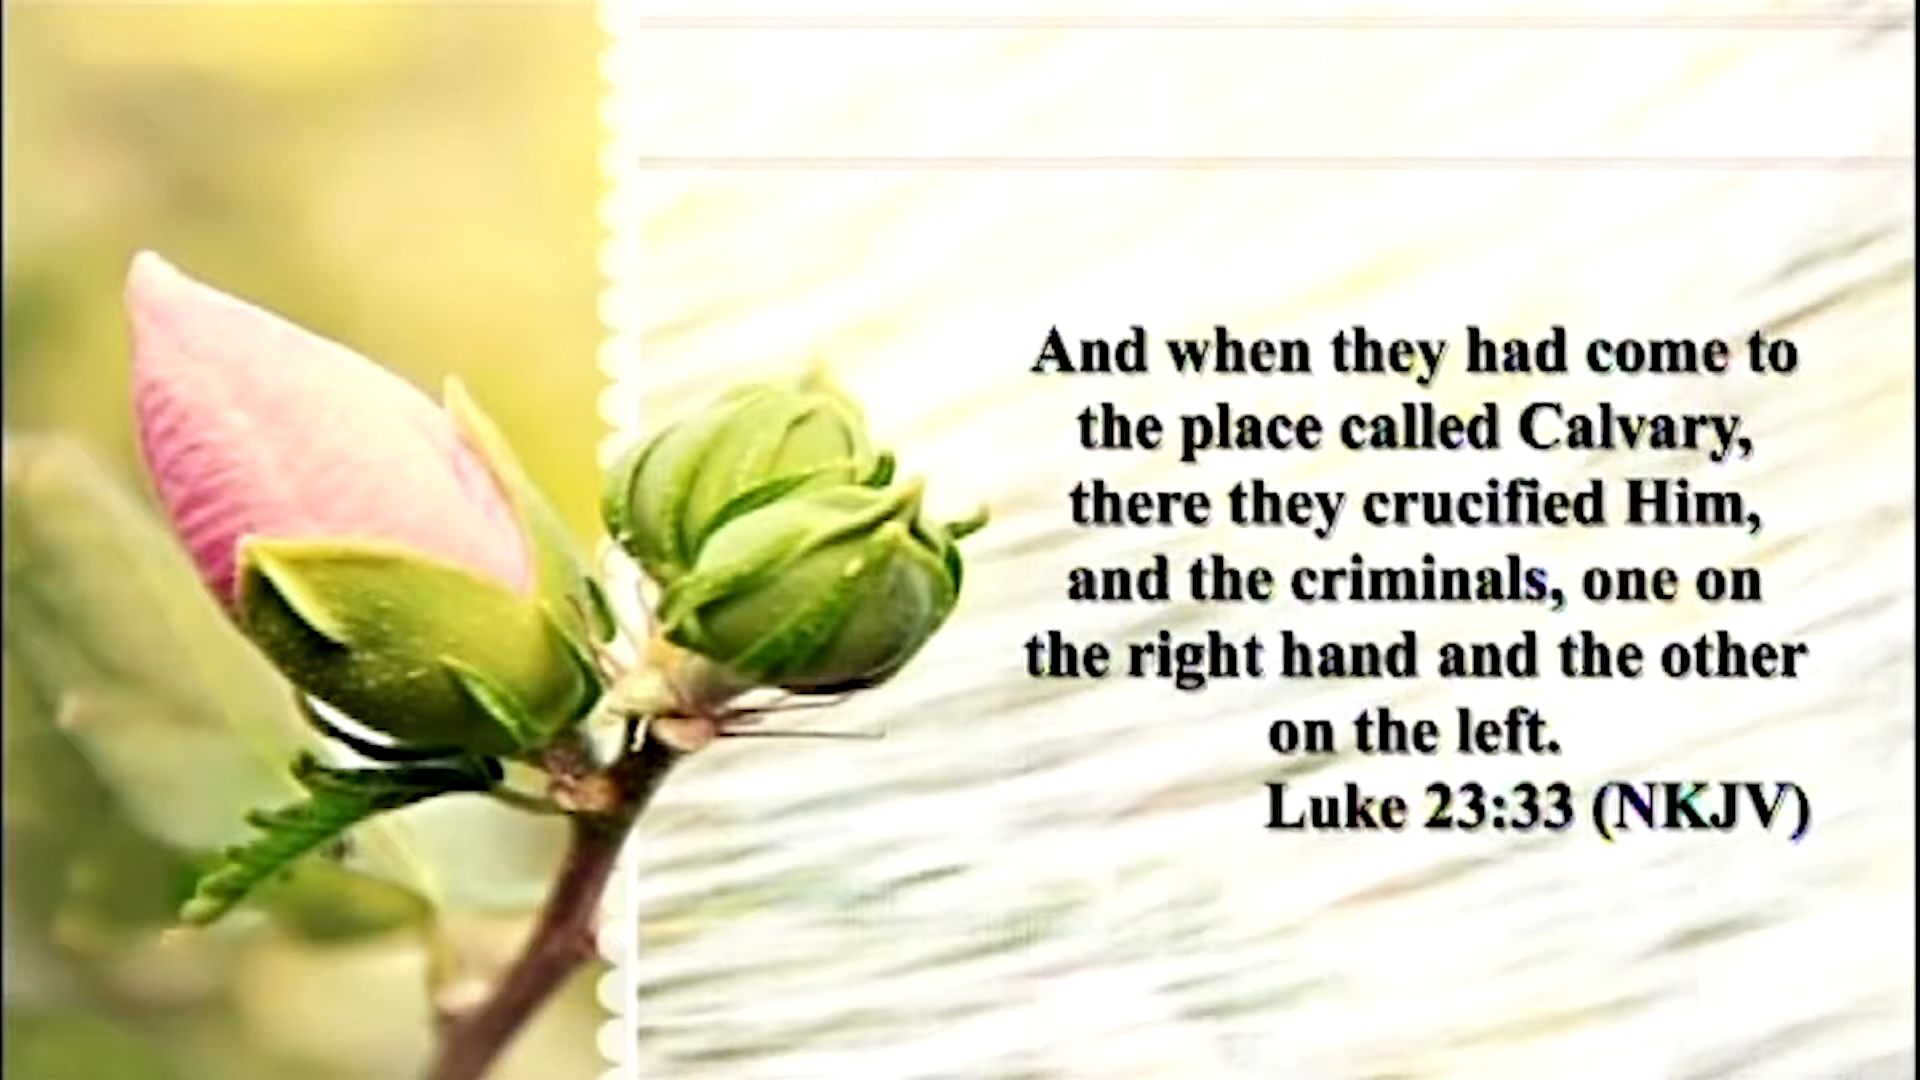 And when they had come to
the place called Calvary,
there they crucified Him,
and the criminals, one on
the right hand and the other
on the left.
Luke 23:33 (NKJV)